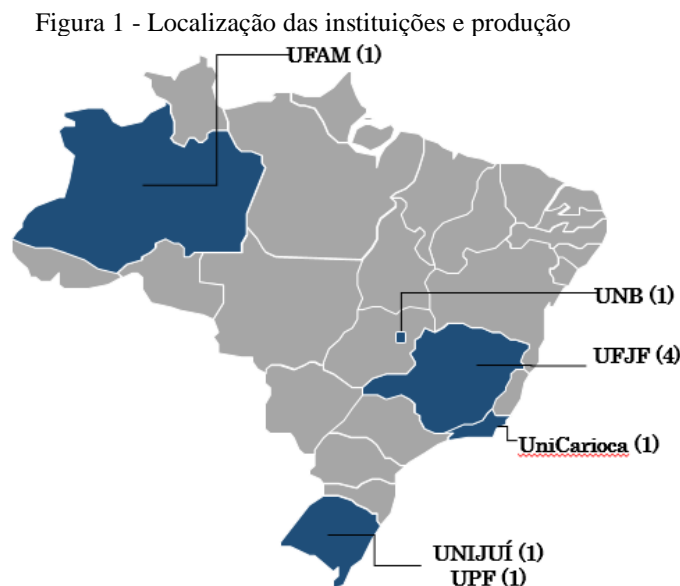 Figura 1 - Localização das instituições e produção
UFAM (1)
UNB (1)
UFJF (4)
UniCarioca (1)
UNIJUÍ (1)
UPF (1)